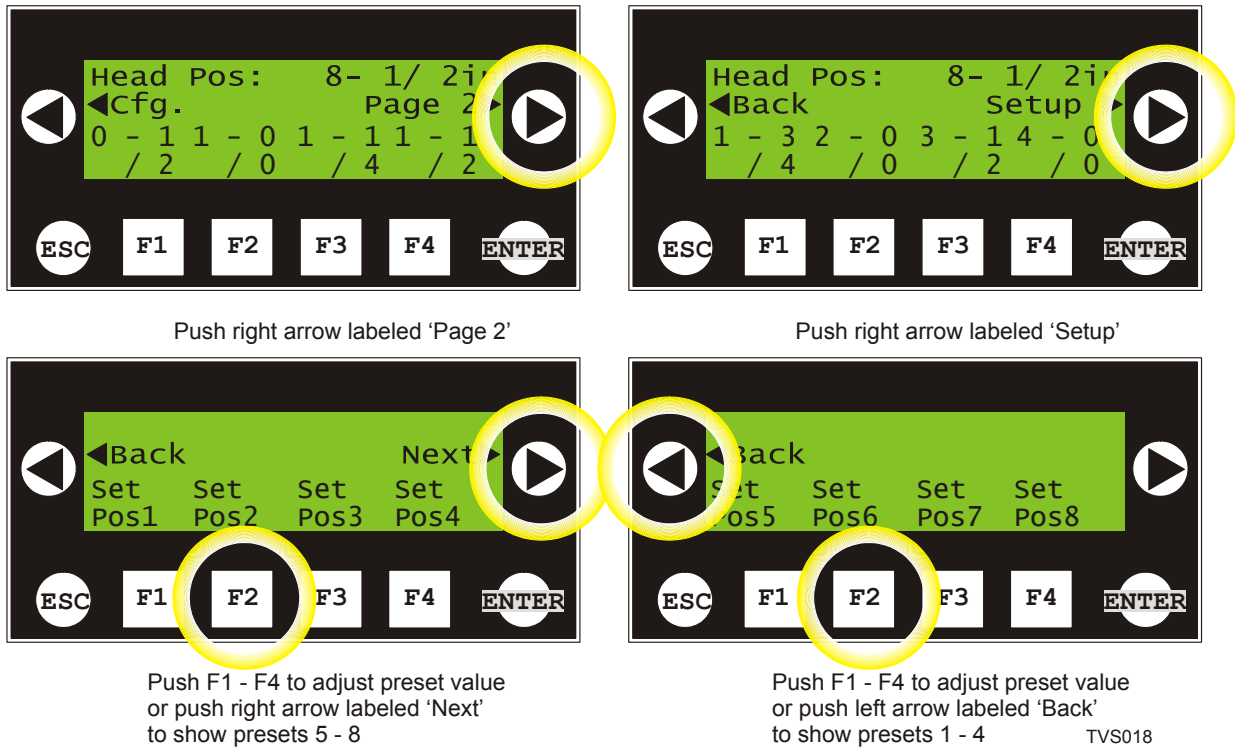 Head Pos: 8- 1/ 2in
◀Cfg. Page 2▶
0 - 1 1 - 0 1 - 1 1 - 1
/ 2 / 0 / 4 / 2
ESC F1 F2 F3 F4 ENTER
Push right arrow labeled ‘Page 2’
Head Pos: 8- 1/ 2in
◀Back Setup ▶
1 - 3 2 - 0 3 - 1 4 - 0
/ 4 / 0 / 2 / 0
ESC F1 F2 F3 F4 ENTER
Push right arrow labeled ‘Setup’
◀Back Next▶
Set Set Set Set
Pos1 Pos2 Pos3 Pos4
ESC F1 F2 F3 F4 ENTER
Push F1 - F4 to adjust preset value
or push right arrow labeled ‘Next’
to show presets 5 - 8
◀Back
Set Set Set Set
Pos5 Pos6 Pos7 Pos8
ESC F1 F2 F3 F4 ENTER
Push F1 - F4 to adjust preset value
or push left arrow labeled ‘Back’
to show presets 1 - 4
TVS018